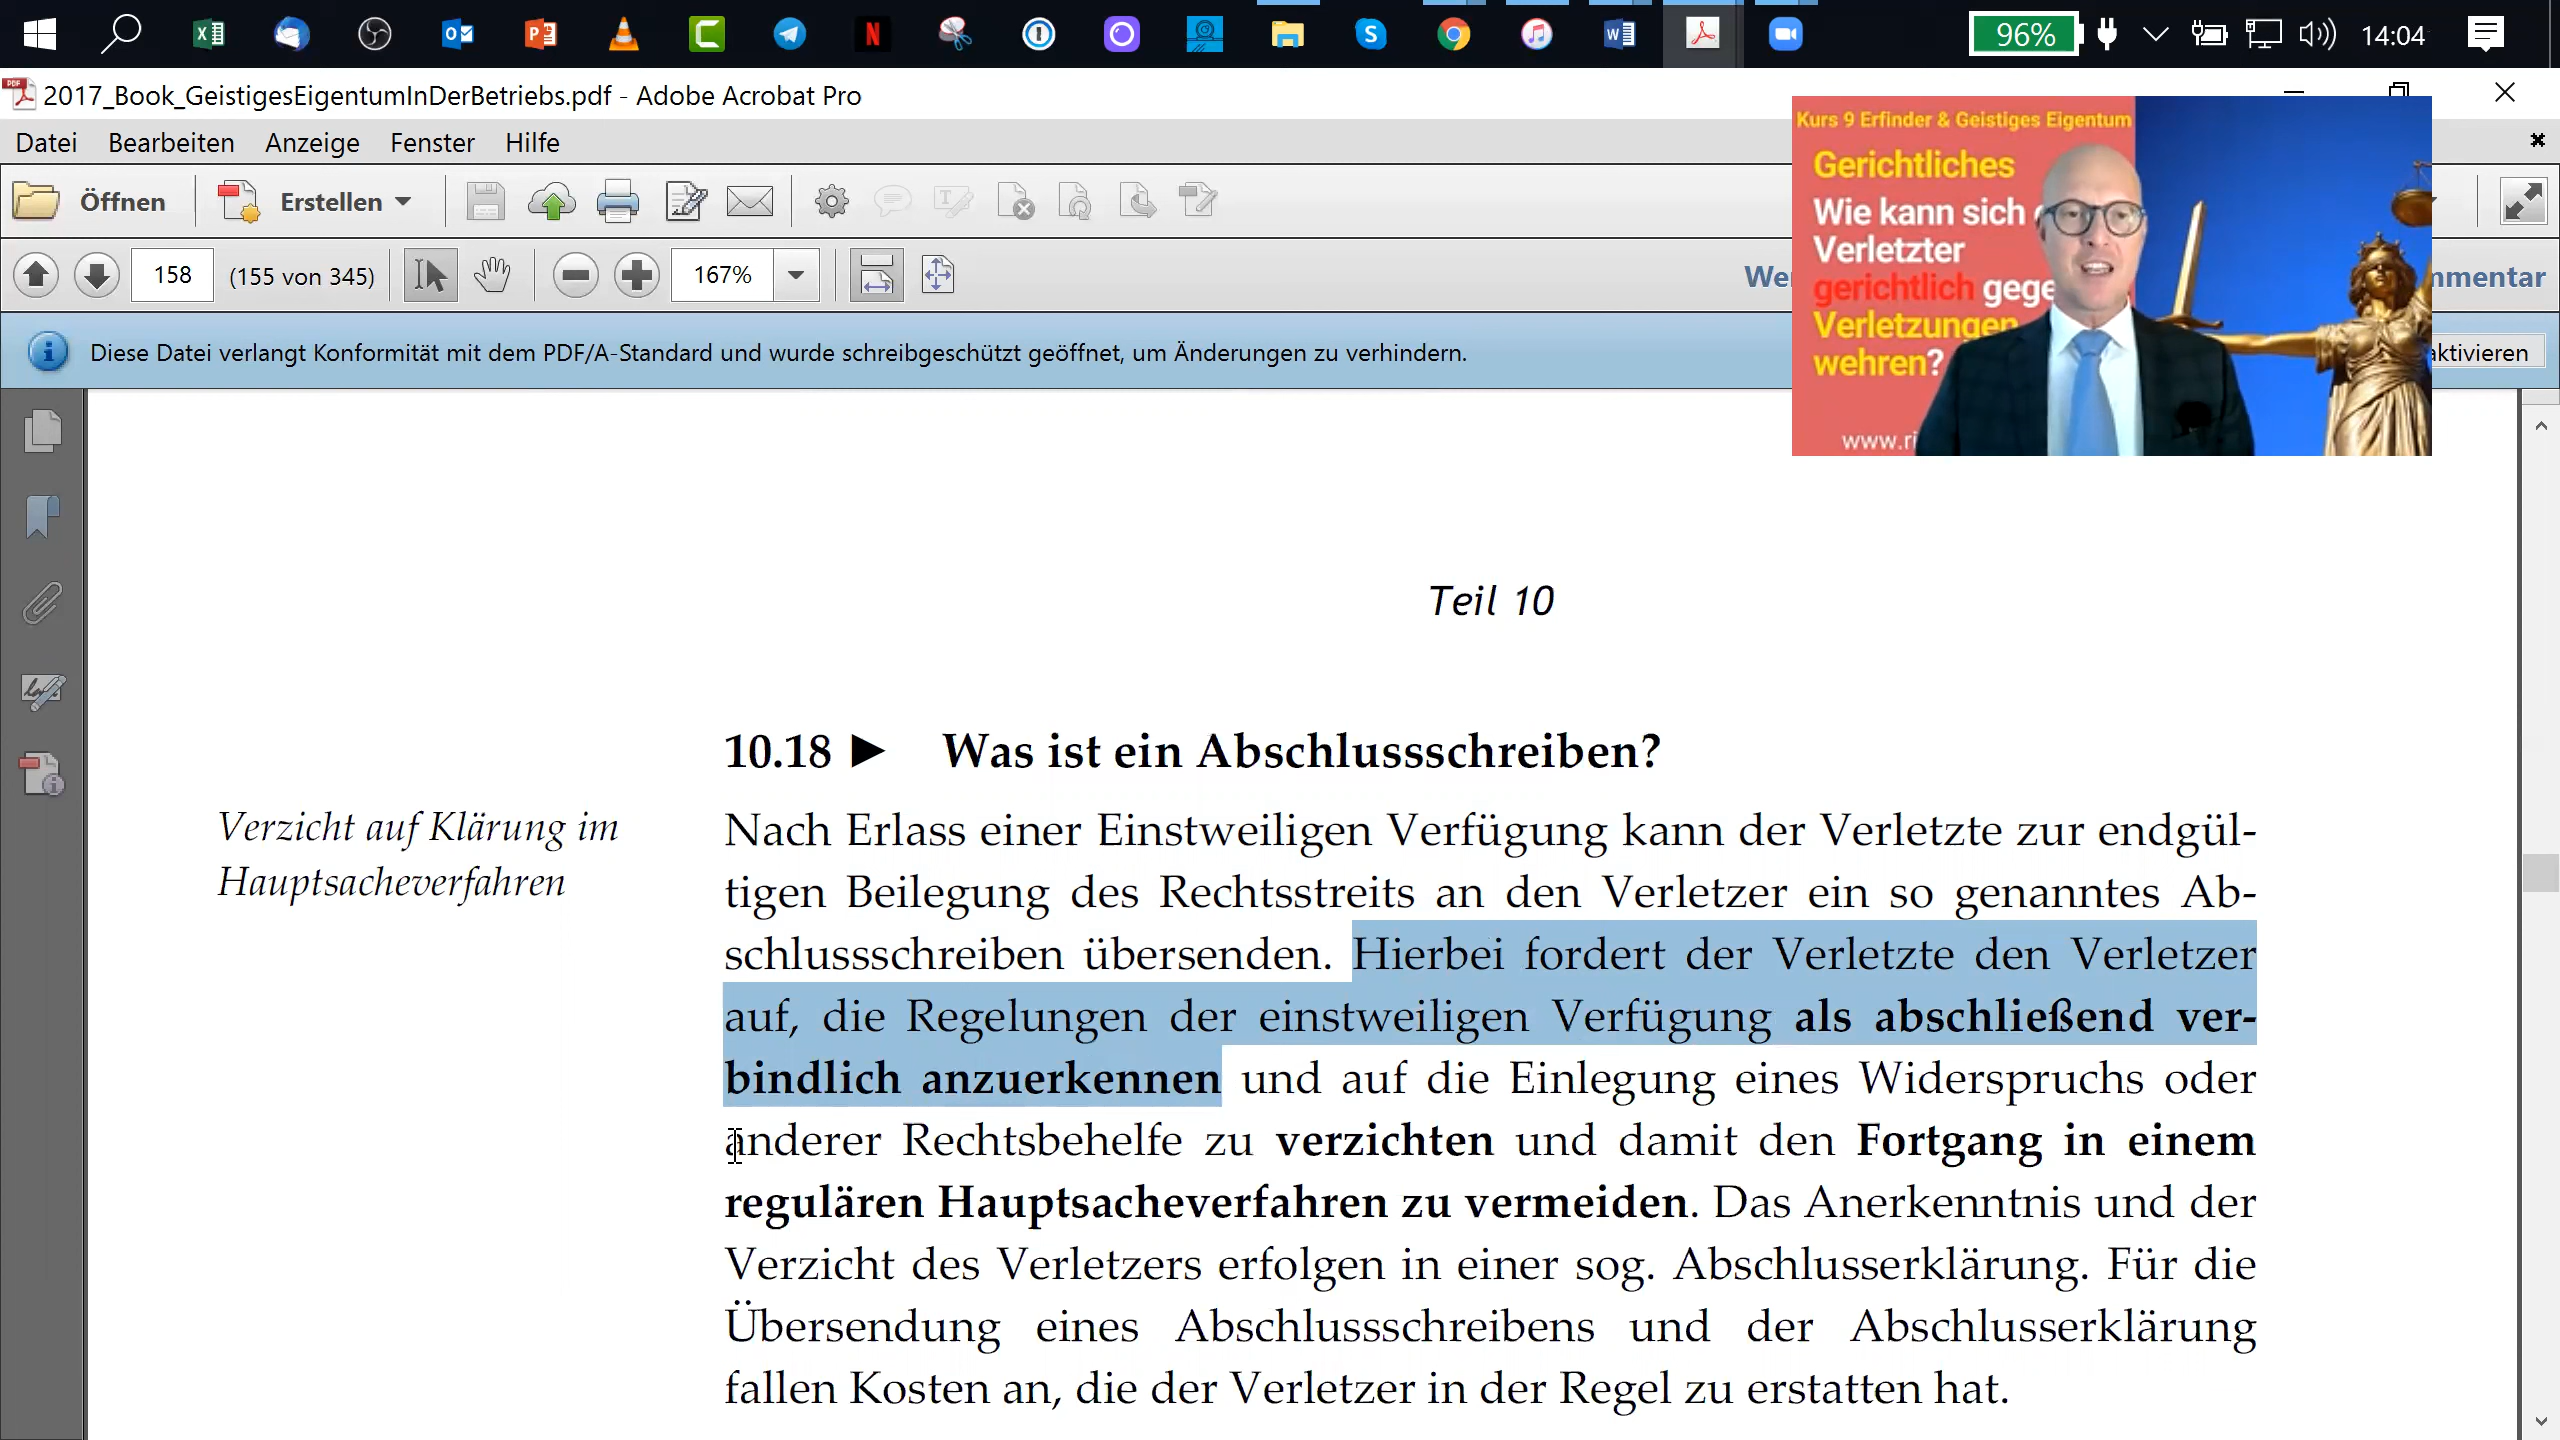 96%
14:04
2017_Book_GeistigesEigentumInDerBetriebs.pdf - Adobe Acrobat Pro
Datei Bearbeiten Anzeige Fenster Hilfe
Öffnen Erstellen
158 (155 von 345) 167%
Diese Datei verlangt Konformität mit dem PDF/A-Standard und wurde schreibgeschützt geöffnet, um Änderungen zu verhindern.
Kurs 9 Erfinder & Geistiges Eigentum
Gerichtliches
Wie kann sich
Verletzter
gerichtlich
Verletzungen
wehren?
Teil 10
10.18 ► Was ist ein Abschlussschreiben?
Verzicht auf Klärung im
Hauptsacheverfahren
Nach Erlass einer Einstweiligen Verfügung kann der Verletzte zur endgül-
tigen Beilegung des Rechtsstreits an den Verletzer ein so genanntes Ab-
schlussschreiben übersenden. Hierbei fordert der Verletzte den Verletzer
auf, die Regelungen der einstweiligen Verfügung als abschließend ver-
bindlich anzuerkennen und auf die Einlegung eines Widerspruchs oder
anderer Rechtsbehelfe zu verzichten und damit den Fortgang in einem
regulären Hauptsacheverfahren zu vermeiden. Das Anerkenntnis und der
Verzicht des Verletzers erfolgen in einer sog. Abschlusserklärung. Für die
Übersendung eines Abschlussschreibens und der Abschlusserklärung
fallen Kosten an, die der Verletzer in der Regel zu erstatten hat.